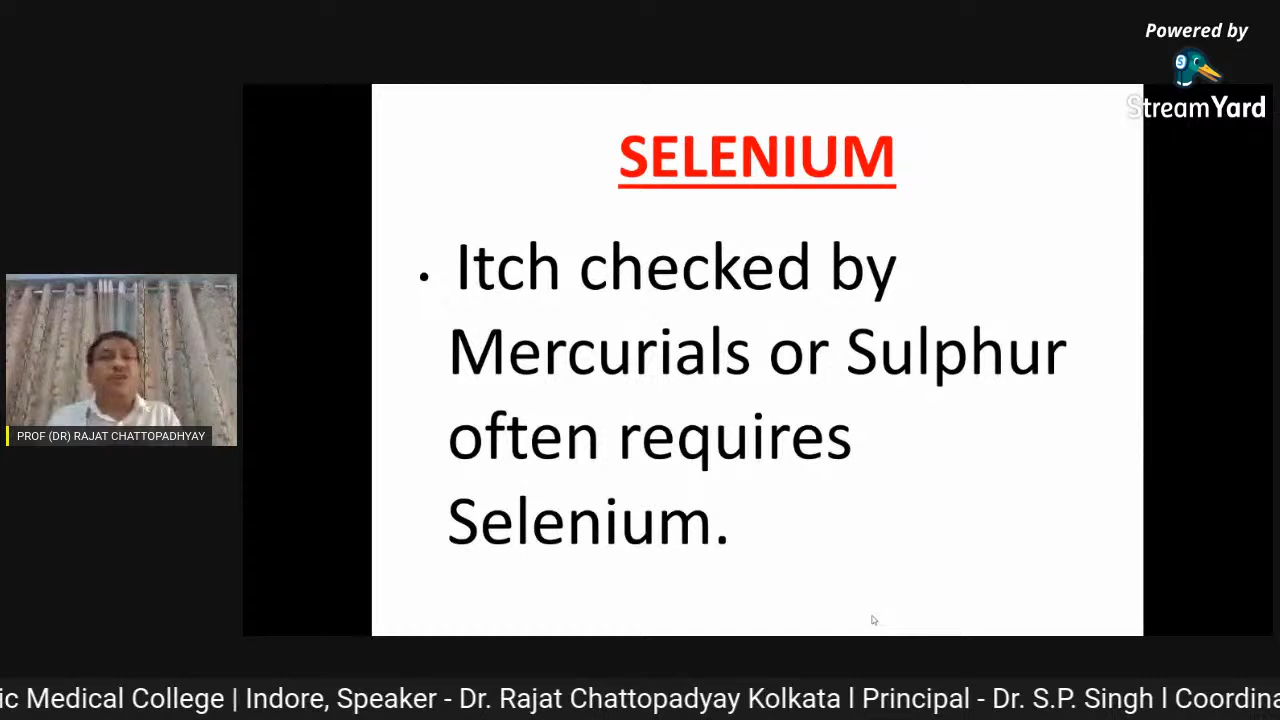 Powered by
StreamYard
SELENIUM
• Itch checked by
Mercurials or Sulphur
often requires
Selenium.
PROF (DR) RAJAT CHATTOPADHYAY
ic Medical College | Indore, Speaker - Dr. Rajat Chattopadyay Kolkata l Principal - Dr. S.P. Singh l Coordina